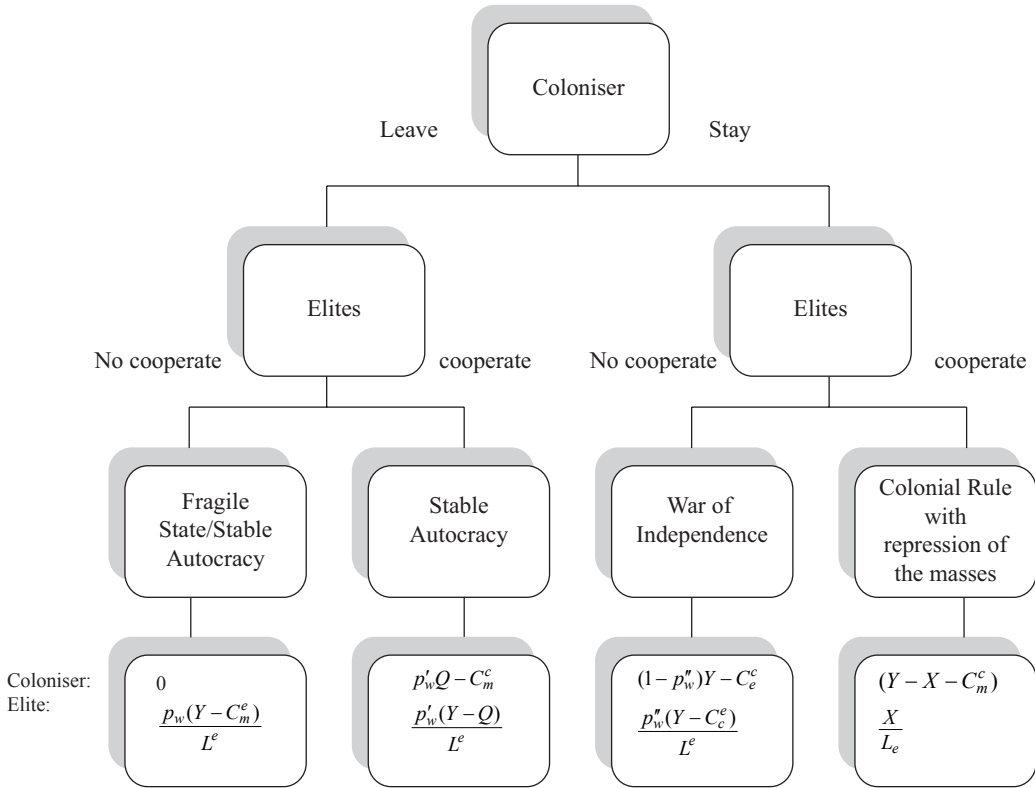 Coloniser
Leave
Stay
Elites
Elites
No cooperate
cooperate
No cooperate
cooperate
Fragile
State/Stable
Autocracy
Stable
Autocracy
War of
Independence
Colonial Rule
with
repression of
the masses
Coloniser:
Elite:
0
p_w(Y − C_m^e)
L^e
p′_wQ − C_m^c
p′_w(Y − Q)
L^e
(1 − p″_w)Y − C_e^c
p″_w(Y − C_c^e)
L^e
(Y − X − C_m^c)
X
L_e